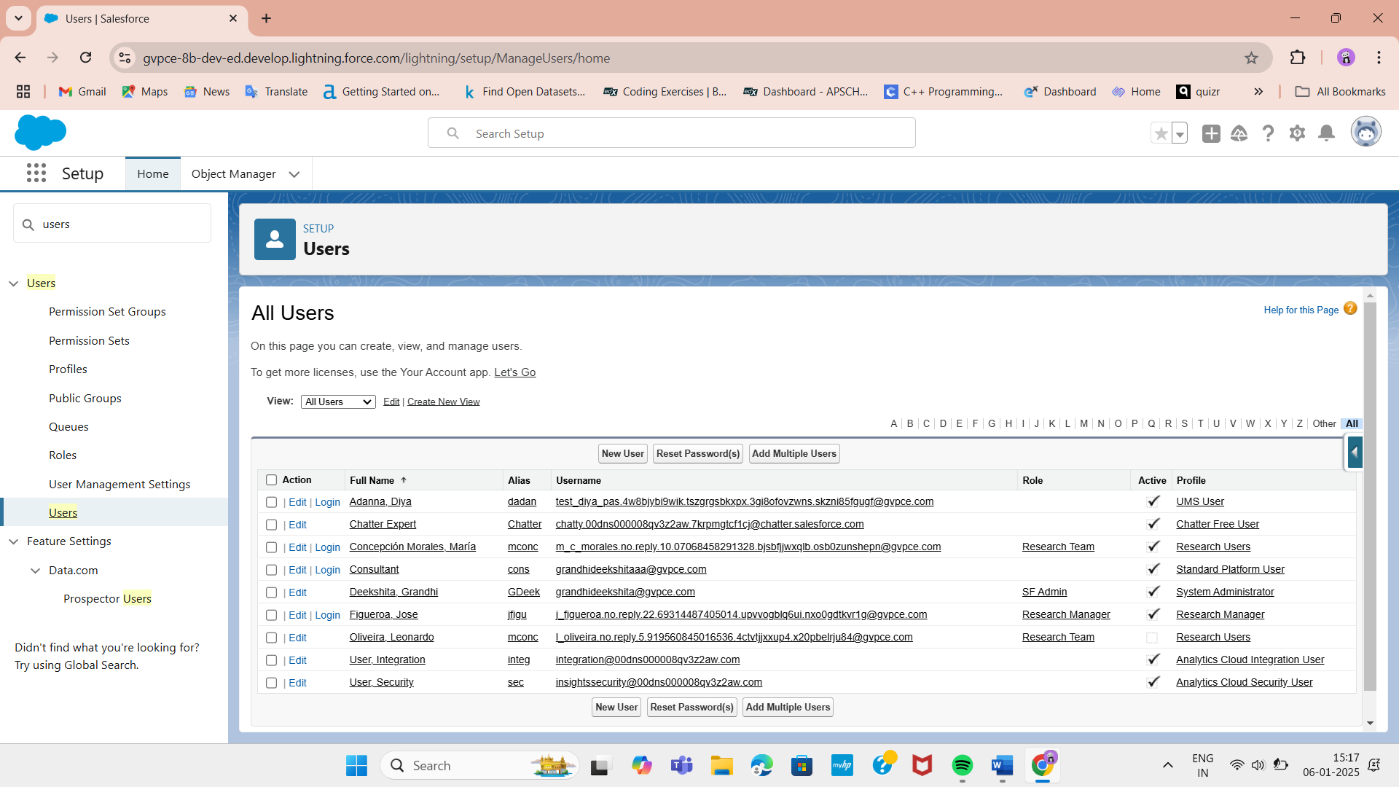 Users | Salesforce
gvpce-8b-dev-ed.develop.lightning.force.com/lightning/setup/ManageUsers/home
Gmail Maps News Translate Getting Started on... Find Open Datasets... Coding Exercises | B... Dashboard - APSCH... C++ Programming,... Dashboard Home quizr All Bookmarks
Search Setup
Setup Home Object Manager
users
SETUP
Users
Users
Permission Set Groups
Permission Sets
Profiles
Public Groups
Queues
Roles
User Management Settings
Users
Feature Settings
Data.com
Prospector Users
Didn't find what you're looking for?
Try using Global Search.
All Users
Help for this Page
On this page you can create, view, and manage users.
To get more licenses, use the Your Account app. Let's Go
View: All Users Edit | Create New View
A | B | C | D | E | F | G | H | I | J | K | L | M | N | O | P | Q | R | S | T | U | V | W | X | Y | Z | Other All
New User Reset Password(s) Add Multiple Users
Action Full Name Alias Username Role Active Profile
| Edit | Login Adanna, Diya dadan test_diya_pas.4w8bjvbi9wik.tszgrgsbkxpx.3gi8ofovzwns.skzni85fgugf@gvpce.com UMS User
| Edit Chatter Expert Chatter chatty.00dns000008qv3z2aw.7krpmgtcf1cj@chatter.salesforce.com Chatter Free User
| Edit | Login Concepción Morales, María mconc m_c_morales.no.reply.10.07068458291328.bjsbfjjwxqlb.osb0zunshepn@gvpce.com Research Team Research Users
| Edit | Login Consultant cons grandhideekshitaaa@gvpce.com Standard Platform User
| Edit Deekshita, Grandhi GDeek grandhideekshita@gvpce.com SF Admin System Administrator
| Edit | Login Figueroa, Jose jfigu j_figueroa.no.reply.22.69314487405014.upvvogblq6ui.nxo0gdtkvr1g@gvpce.com Research Manager Research Manager
| Edit Oliveira, Leonardo mconc l_oliveira.no.reply.5.919560845016536.4ctvtjjxxup4.x20pbelrju84@gvpce.com Research Team Research Users
| Edit User, Integration integ integration@00dns000008qv3z2aw.com Analytics Cloud Integration User
| Edit User, Security sec insightssecurity@00dns000008qv3z2aw.com Analytics Cloud Security User
New User Reset Password(s) Add Multiple Users
Search
ENG
IN
15:17
06-01-2025